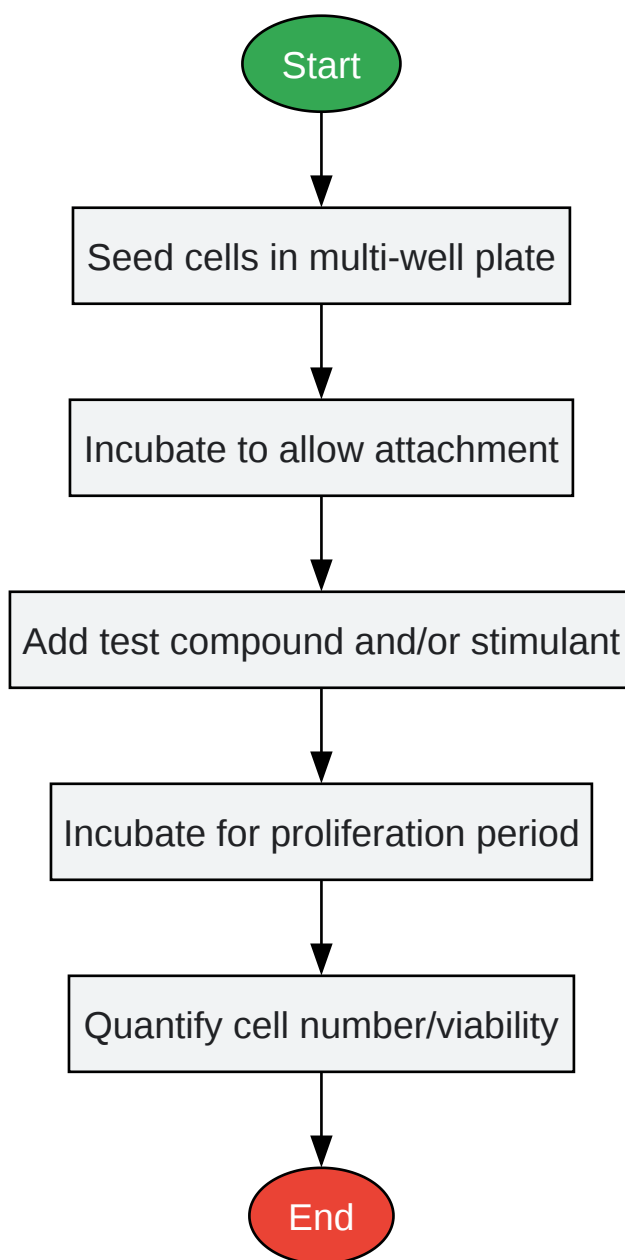 Start
Seed cells in multi-well plate
Incubate to allow attachment
Add test compound and/or stimulant
Incubate for proliferation period
Quantify cell number/viability
End